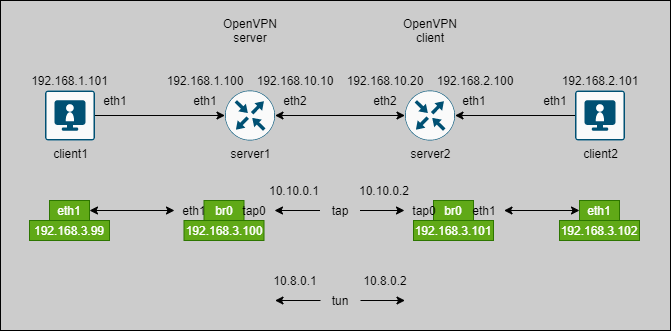 OpenVPN
server
OpenVPN
client
192.168.1.101
192.168.1.100
192.168.10.10
192.168.10.20
192.168.2.100
192.168.2.101
eth1
eth1
eth2
eth2
eth1
eth1
client1
server1
server2
client2
10.10.0.1
10.10.0.2
eth1
eth1
br0
tap0
tap
tap0
br0
eth1
eth1
192.168.3.99
192.168.3.100
192.168.3.101
192.168.3.102
10.8.0.1
10.8.0.2
tun